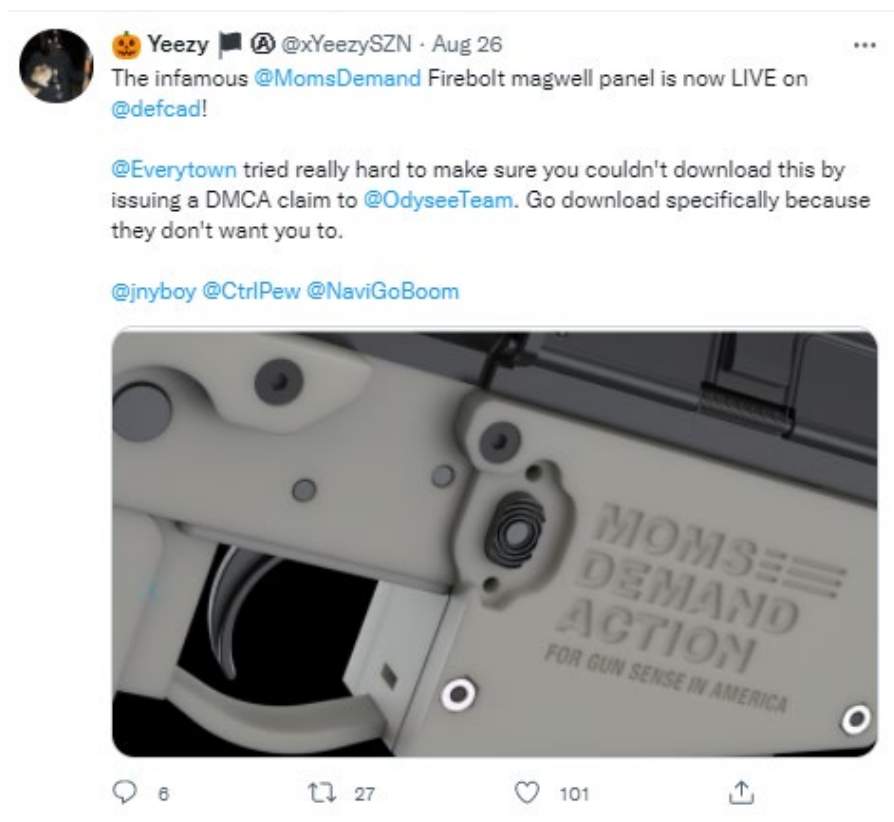 🎃 Yeezy 🏴 Ⓐ @xYeezySZN · Aug 26
The infamous @MomsDemand Firebolt magwell panel is now LIVE on
@defcad!
@Everytown tried really hard to make sure you couldn't download this by
issuing a DMCA claim to @OdyseeTeam. Go download specifically because
they don't want you to.
@jnyboy @CtrlPew @NaviGoBoom
MOMS
DEMAND
ACTION
FOR GUN SENSE IN AMERICA
6 27 101